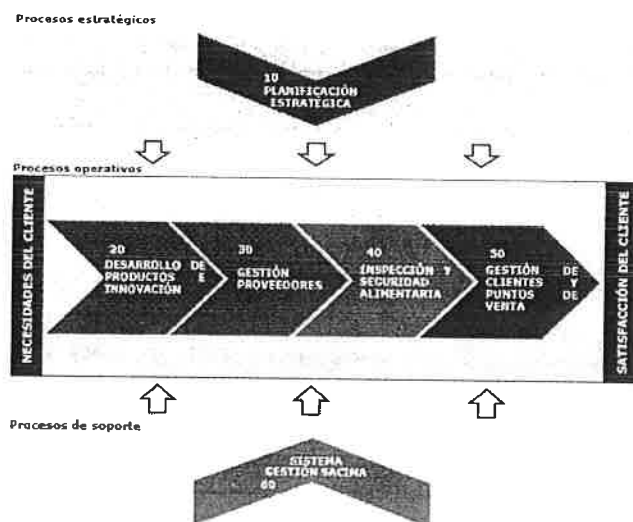 Procesos estratégicos
10
PLANIFICACIÓN
ESTRATÉGICA
Procesos operativos
NECESIDADES DEL CLIENTE
20
DESARROLLO DE
PRODUCTOS E
INNOVACIÓN
30
GESTIÓN
PROVEEDORES
40
INSPECCIÓN Y
SEGURIDAD
ALIMENTARIA
50
GESTIÓN DE
CLIENTES Y
PUNTOS DE
VENTA
SATISFACCIÓN DEL CLIENTE
Procesos de soporte
SISTEMA
GESTIÓN SACIMA
60